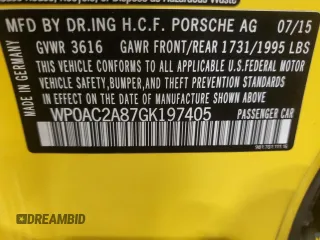 MFD BY DR.ING H.C.F. PORSCHE AG 07/15
GVWR 3616 GAWR FRONT/REAR 1731/1995 LBS
THIS VEHICLE CONFORMS TO ALL APPLICABLE U.S.FEDERAL MOTOR
VEHICLE SAFETY,BUMPER,AND THEFT PREVENTION STANDARDS
IN EFFECT ON THE DATE OF MANUFACTURE SHOWN ABOVE
WP0AC2A87GK197405 PASSENGER CAR
GERMANY
DREAMBID